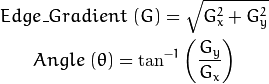 Edge_Gradient (G) = √(G_x^2 + G_y^2)
Angle (θ) = tan^{-1} (G_y / G_x)